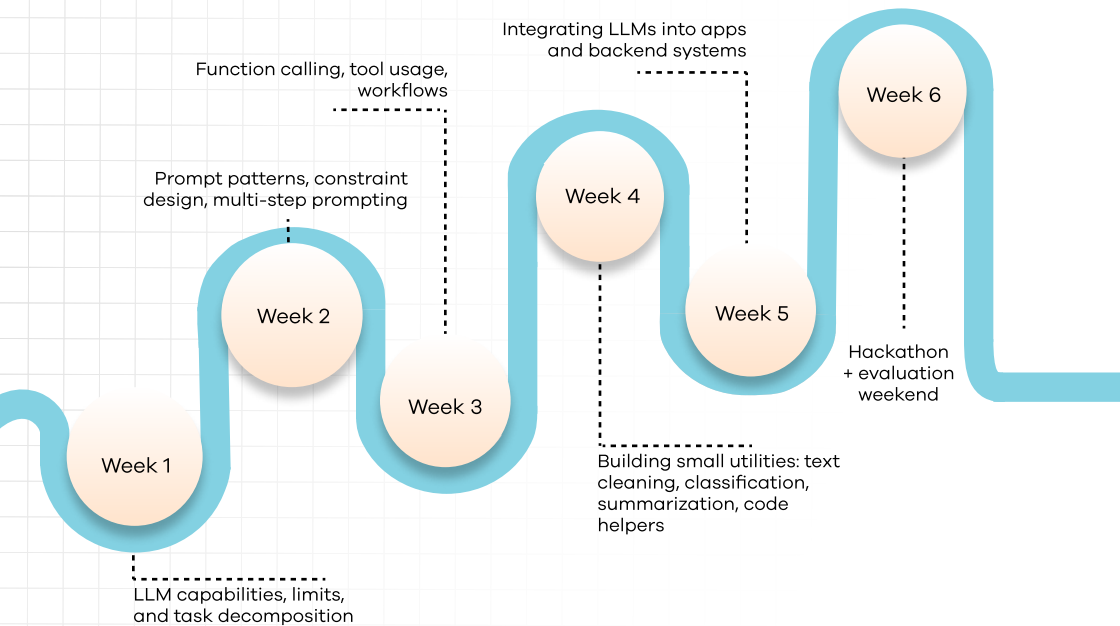 Week 1
LLM capabilities, limits,
and task decomposition
Week 2
Prompt patterns, constraint
design, multi-step prompting
Week 3
Function calling, tool usage,
workflows
Week 4
Building small utilities: text
cleaning, classification,
summarization, code
helpers
Week 5
Integrating LLMs into apps
and backend systems
Week 6
Hackathon
+ evaluation
weekend